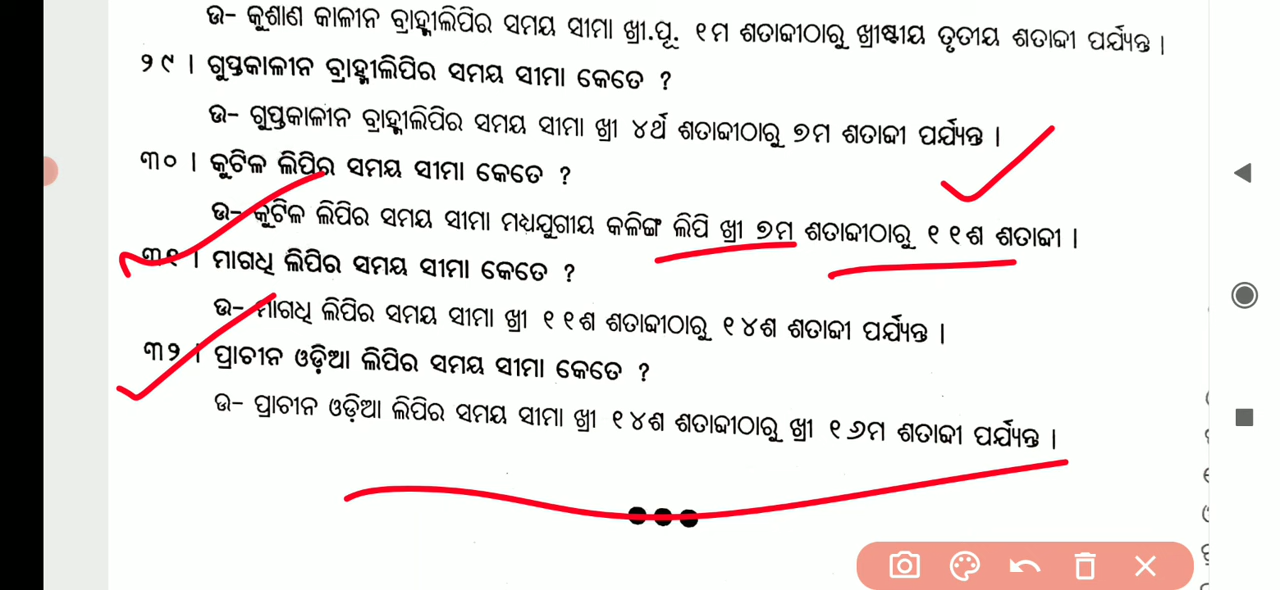 ଉ- କୁଶାଣ କାଳୀନ ବ୍ରାହ୍ମୀଲିପିର ସମୟ ସୀମା ଖ୍ରୀ.ପୂ. ୧ମ ଶତାବ୍ଦୀଠାରୁ ଖ୍ରୀଷ୍ଟୀୟ ତୃତୀୟ ଶତାବ୍ଦୀ ପର୍ଯ୍ୟନ୍ତ ।
୨୯ । ଗୁପ୍ତକାଳୀନ ବ୍ରାହ୍ମୀଲିପିର ସମୟ ସୀମା କେତେ ?
ଉ- ଗୁପ୍ତକାଳୀନ ବ୍ରାହ୍ମୀଲିପିର ସମୟ ସୀମା ଖ୍ରୀ ୪ର୍ଥ ଶତାବ୍ଦୀଠାରୁ ୭ମ ଶତାବ୍ଦୀ ପର୍ଯ୍ୟନ୍ତ ।
୩୦ । କୁଟିଳ ଲିପିର ସମୟ ସୀମା କେତେ ?
ଉ- କୁଟିଳ ଲିପିର ସମୟ ସୀମା ମଧ୍ୟଯୁଗୀୟ କଳିଙ୍ଗ ଲିପି ଖ୍ରୀ ୭ମ ଶତାବ୍ଦୀଠାରୁ ୧୧ଶ ଶତାବ୍ଦୀ ।
୩୧ । ମାଗଧି ଲିପିର ସମୟ ସୀମା କେତେ ?
ଉ- ମାଗଧି ଲିପିର ସମୟ ସୀମା ଖ୍ରୀ ୧୧ଶ ଶତାବ୍ଦୀଠାରୁ ୧୪ଶ ଶତାବ୍ଦୀ ପର୍ଯ୍ୟନ୍ତ ।
୩୨ । ପ୍ରାଚୀନ ଓଡ଼ିଆ ଲିପିର ସମୟ ସୀମା କେତେ ?
ଉ- ପ୍ରାଚୀନ ଓଡ଼ିଆ ଲିପିର ସମୟ ସୀମା ଖ୍ରୀ ୧୪ଶ ଶତାବ୍ଦୀଠାରୁ ଖ୍ରୀ ୧୬ମ ଶତାବ୍ଦୀ ପର୍ଯ୍ୟନ୍ତ ।